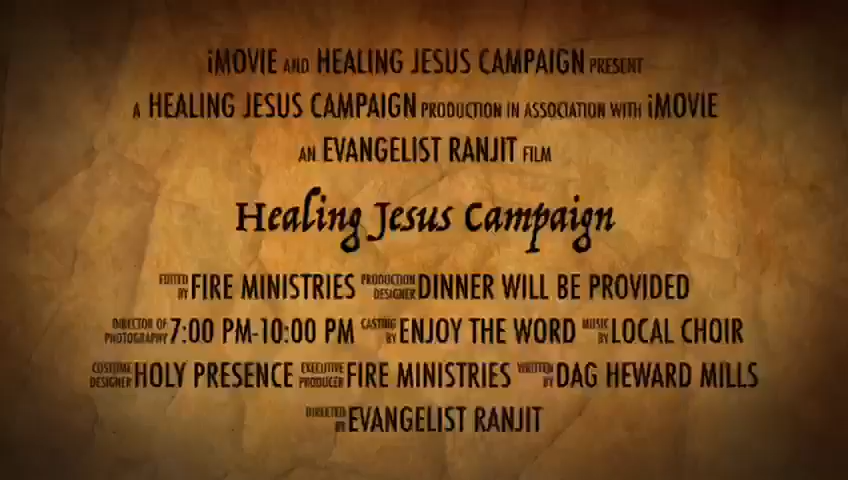 iMOVIE AND HEALING JESUS CAMPAIGN PRESENT
A HEALING JESUS CAMPAIGN PRODUCTION IN ASSOCIATION WITH iMOVIE
AN EVANGELIST RANJIT FILM
Healing Jesus Campaign
EDITED BY FIRE MINISTRIES PRODUCTION DESIGNER DINNER WILL BE PROVIDED
DIRECTOR OF PHOTOGRAPHY 7:00 PM-10:00 PM CASTING BY ENJOY THE WORD MUSIC BY LOCAL CHOIR
COSTUME DESIGNER HOLY PRESENCE EXECUTIVE PRODUCER FIRE MINISTRIES WRITTEN BY DAG HEWARD MILLS
DIRECTED BY EVANGELIST RANJIT